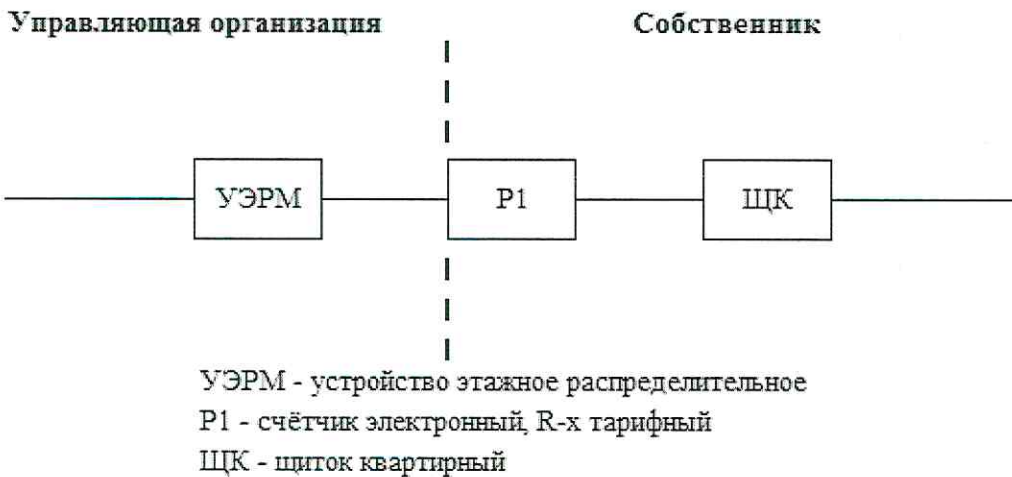 Управляющая организация
Собственник
УЭРМ
Р1
ЩК
УЭРМ - устройство этажное распределительное
Р1 - счётчик электронный, R-х тарифный
ЩК - щиток квартирный